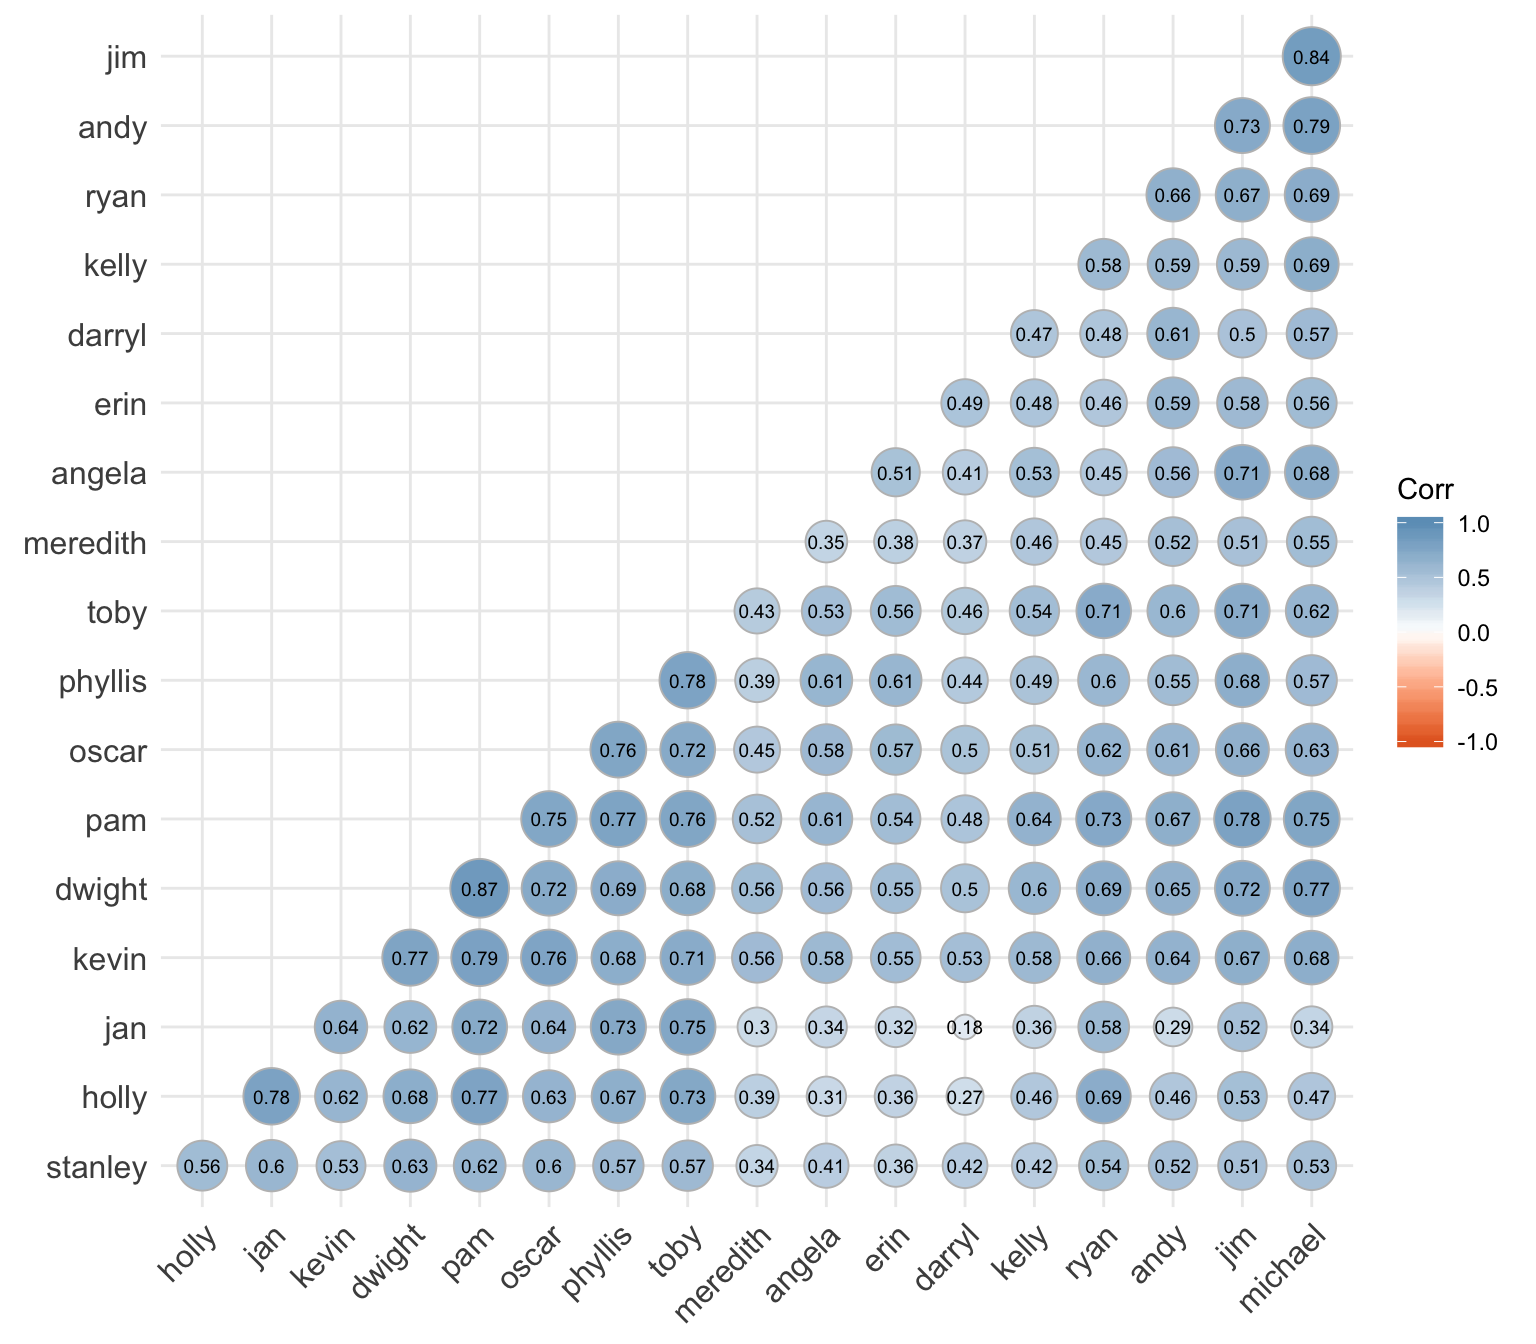 jim 0.84
andy 0.73 0.79
ryan 0.66 0.67 0.69
kelly 0.58 0.59 0.59 0.69
darryl 0.47 0.48 0.61 0.5 0.57
erin 0.49 0.48 0.46 0.59 0.58 0.56
angela 0.51 0.41 0.53 0.45 0.56 0.71 0.68
meredith 0.35 0.38 0.37 0.46 0.45 0.52 0.51 0.55
toby 0.43 0.53 0.56 0.46 0.54 0.71 0.6 0.71 0.62
phyllis 0.78 0.39 0.61 0.61 0.44 0.49 0.6 0.55 0.68 0.57
oscar 0.76 0.72 0.45 0.58 0.57 0.5 0.51 0.62 0.61 0.66 0.63
pam 0.75 0.77 0.76 0.52 0.61 0.54 0.48 0.64 0.73 0.67 0.78 0.75
dwight 0.87 0.72 0.69 0.68 0.56 0.56 0.55 0.5 0.6 0.69 0.65 0.72 0.77
kevin 0.77 0.79 0.76 0.68 0.71 0.56 0.58 0.55 0.53 0.58 0.66 0.64 0.67 0.68
jan 0.64 0.62 0.72 0.64 0.73 0.75 0.3 0.34 0.32 0.18 0.36 0.58 0.29 0.52 0.34
holly 0.78 0.62 0.68 0.77 0.63 0.67 0.73 0.39 0.31 0.36 0.27 0.46 0.69 0.46 0.53 0.47
stanley 0.56 0.6 0.53 0.63 0.62 0.6 0.57 0.57 0.34 0.41 0.36 0.42 0.42 0.54 0.52 0.51 0.53
holly jan kevin dwight pam oscar phyllis toby meredith angela erin darryl kelly ryan andy jim michael
Corr
1.0
0.5
0.0
-0.5
-1.0